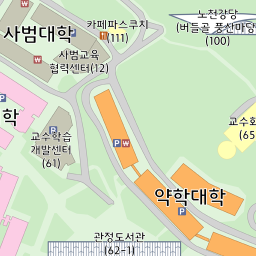 노천강당
(버들골 풍산마당)
(100)
카페파스쿠치
(111)
사범대학
사범교육
협력센터(12)
P
W
학
교수학습
개발센터
(61)
교수회
(65
P W
약학대학
P
관정도서관
(62-1)